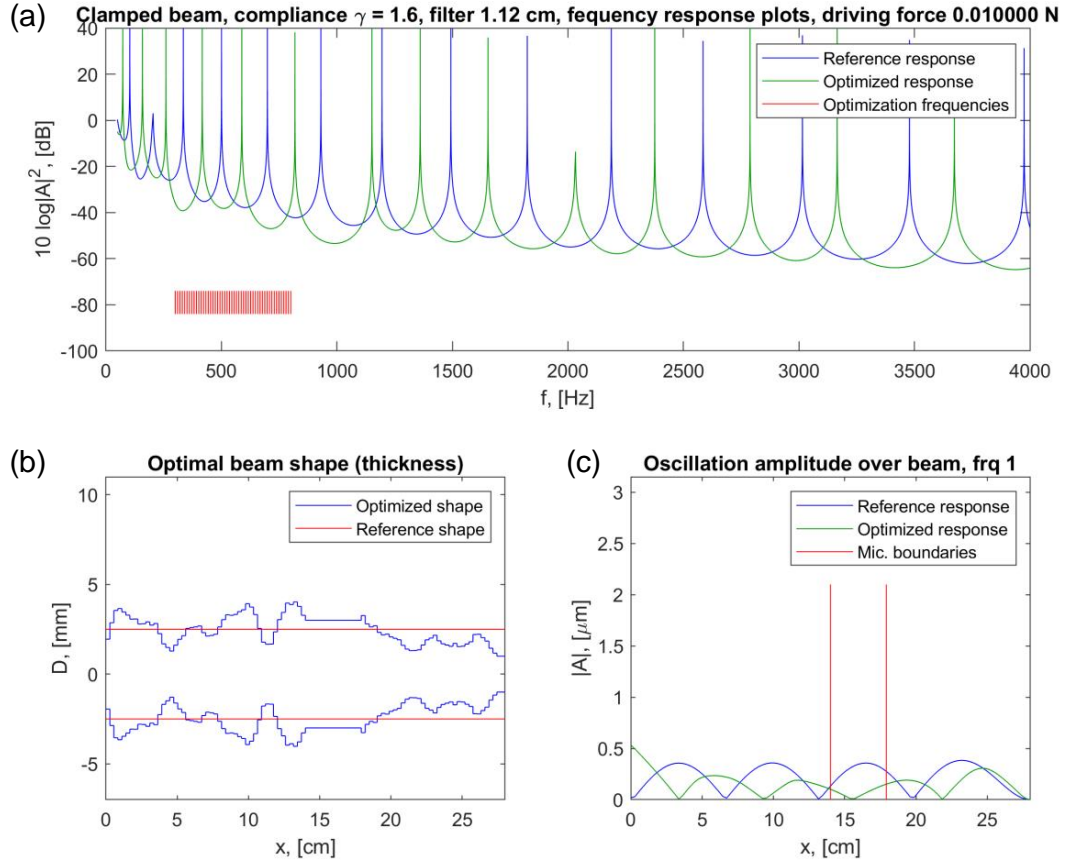 (a)
Clamped beam, compliance γ = 1.6, filter 1.12 cm, fequency response plots, driving force 0.010000 N
40
20
0
-20
-40
-60
-80
-100
10 log|A|², [dB]
Reference response
Optimized response
Optimization frequencies
0 500 1000 1500 2000 2500 3000 3500 4000
f, [Hz]
(b)
Optimal beam shape (thickness)
10
5
0
-5
D, [mm]
Optimized shape
Reference shape
0 5 10 15 20 25
x, [cm]
(c)
Oscillation amplitude over beam, frq 1
3
2.5
2
1.5
1
0.5
0
|A|, [μm]
Reference response
Optimized response
Mic. boundaries
0 5 10 15 20 25
x, [cm]